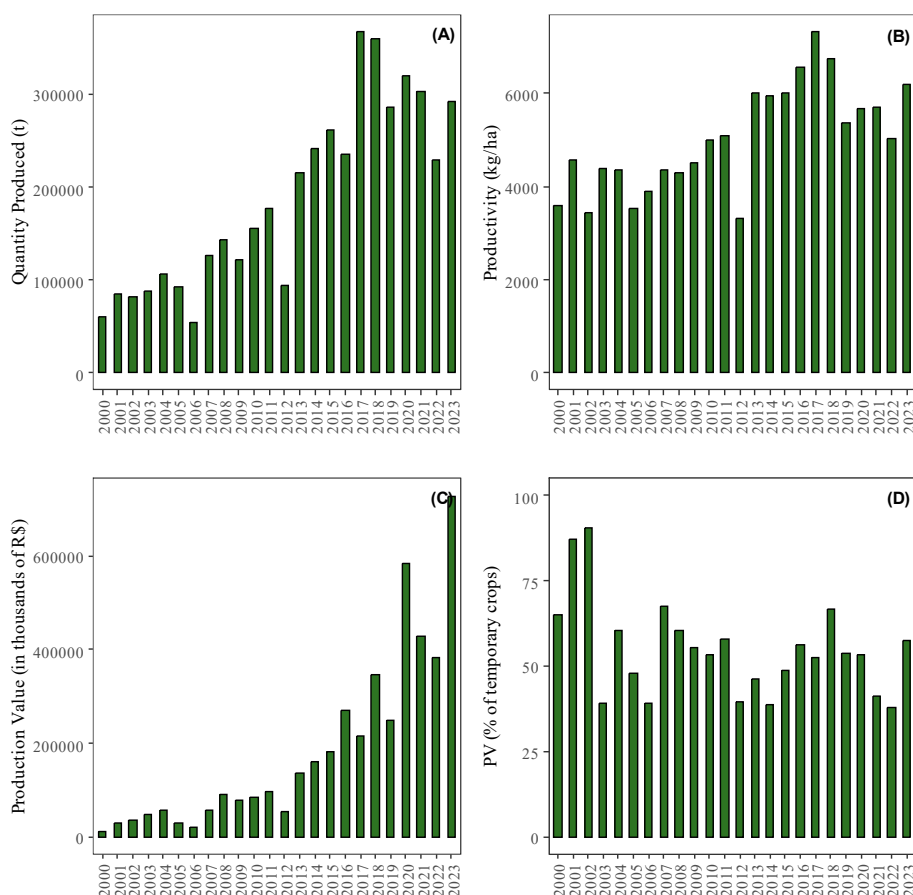 (A)
Quantity Produced (t)
300000
200000
100000
0
2000 2001 2002 2003 2004 2005 2006 2007 2008 2009 2010 2011 2012 2013 2014 2015 2016 2017 2018 2019 2020 2021 2022 2023
(B)
Productivity (kg/ha)
6000
4000
2000
0
2000 2001 2002 2003 2004 2005 2006 2007 2008 2009 2010 2011 2012 2013 2014 2015 2016 2017 2018 2019 2020 2021 2022 2023
(C)
Production Value (in thousands of R$)
600000
400000
200000
0
2000 2001 2002 2003 2004 2005 2006 2007 2008 2009 2010 2011 2012 2013 2014 2015 2016 2017 2018 2019 2020 2021 2022 2023
(D)
PV (% of temporary crops)
100
75
50
25
0
2000 2001 2002 2003 2004 2005 2006 2007 2008 2009 2010 2011 2012 2013 2014 2015 2016 2017 2018 2019 2020 2021 2022 2023